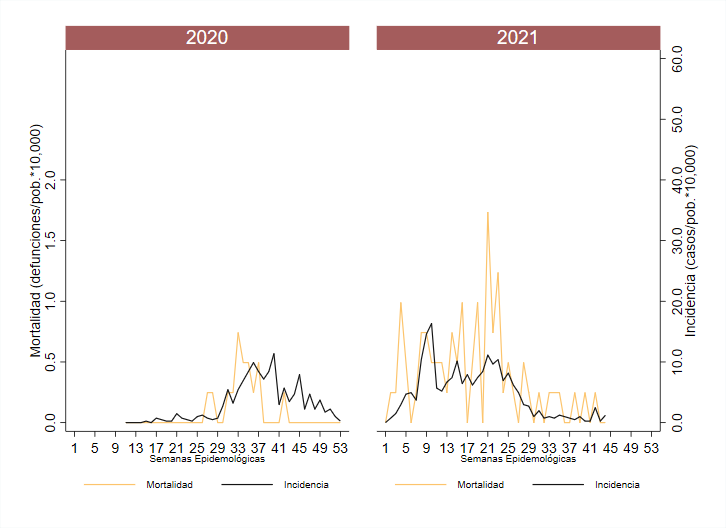 2020 2021
Mortalidad (defunciones/pob.*10,000)
0.0 0.5 1.0 1.5 2.0
Incidencia (casos/pob.*10,000)
0.0 10.0 20.0 30.0 40.0 50.0 60.0
1 5 9 13 17 21 25 29 33 37 41 45 49 53 1 5 9 13 17 21 25 29 33 37 41 45 49 53
Semanas Epidemológicas Semanas Epidemológicas
Mortalidad Incidencia Mortalidad Incidencia